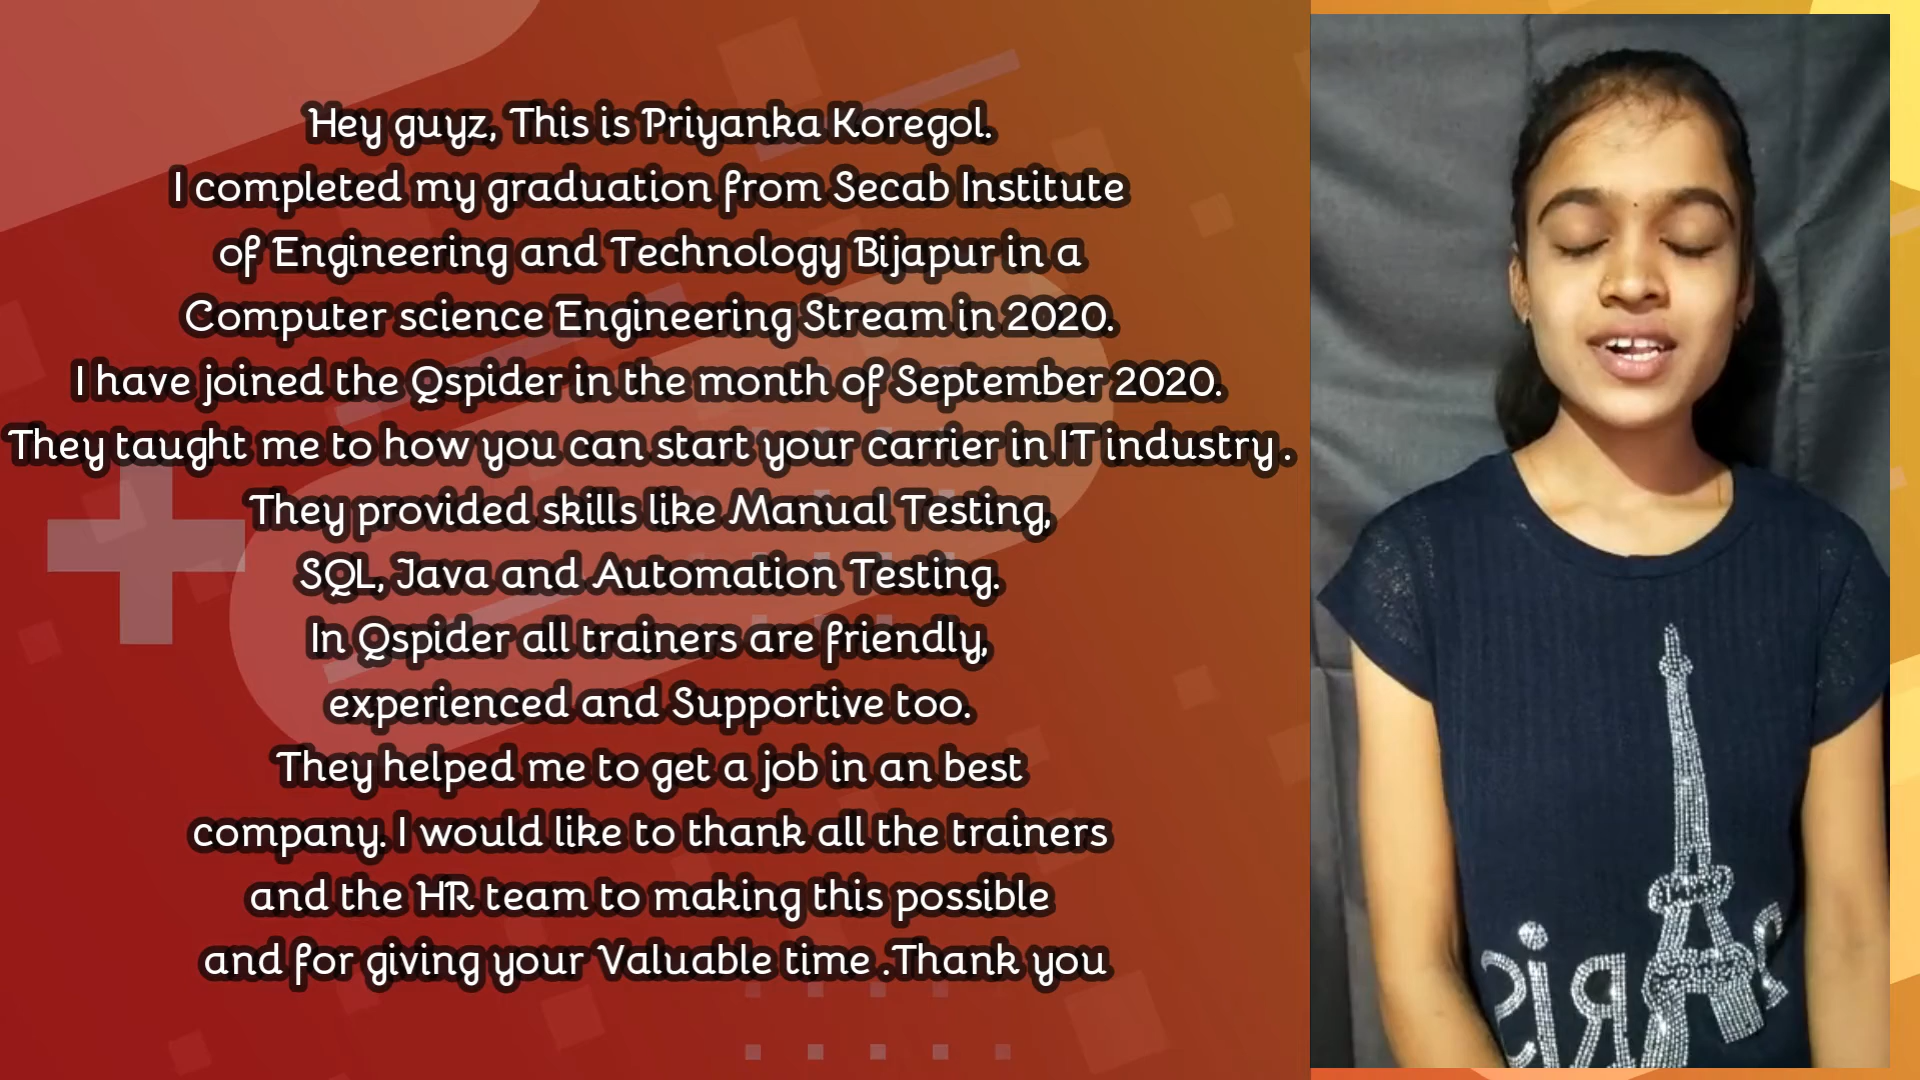 Hey guyz, This is Priyanka Koregol.
I completed my graduation from Secab Institute
of Engineering and Technology Bijapur in a
Computer science Engineering Stream in 2020.
I have joined the Qspider in the month of September 2020.
They taught me to how you can start your carrier in IT industry .
They provided skills like Manual Testing,
SQL, Java and Automation Testing.
In Qspider all trainers are friendly,
experienced and Supportive too.
They helped me to get a job in an best
company. I would like to thank all the trainers
and the HR team to making this possible
and for giving your Valuable time .Thank you
PARis